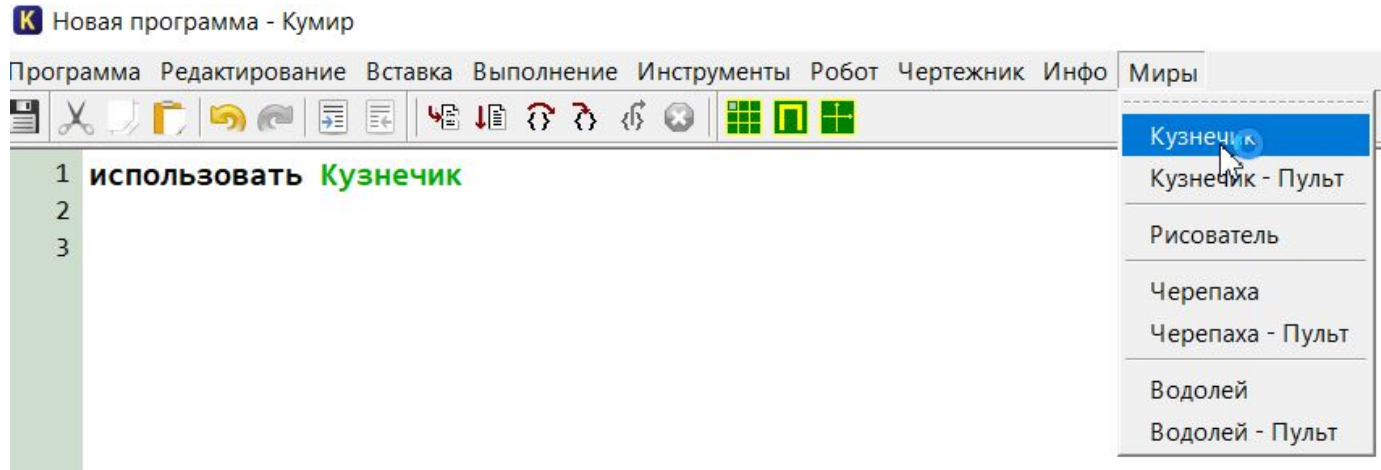 K Новая программа - Кумир
Программа Редактирование Вставка Выполнение Инструменты Робот Чертежник Инфо Миры
1 использовать Кузнечик
2
3
Кузнечик
Кузнечик - Пульт
Рисователь
Черепаха
Черепаха - Пульт
Водолей
Водолей - Пульт